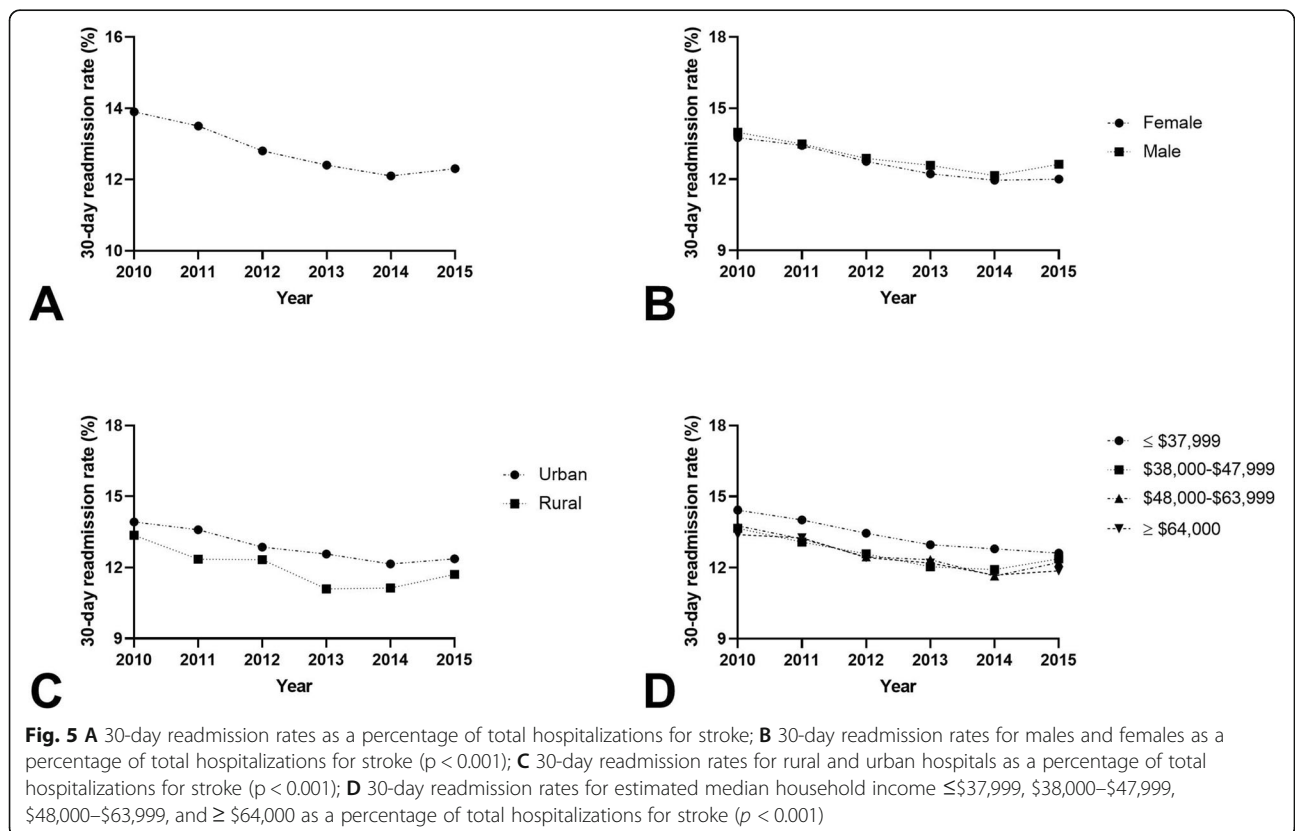 30-day readmission rate (%)
16
14
12
10
2010 2011 2012 2013 2014 2015
Year
A
30-day readmission rate (%)
18
15
12
9
2010 2011 2012 2013 2014 2015
Year
Female
Male
B
30-day readmission rate (%)
18
15
12
9
2010 2011 2012 2013 2014 2015
Year
Urban
Rural
C
30-day readmission rate (%)
18
15
12
9
2010 2011 2012 2013 2014 2015
Year
≤ $37,999
$38,000-$47,999
$48,000-$63,999
≥ $64,000
D
Fig. 5 A 30-day readmission rates as a percentage of total hospitalizations for stroke; B 30-day readmission rates for males and females as a
percentage of total hospitalizations for stroke (p < 0.001); C 30-day readmission rates for rural and urban hospitals as a percentage of total
hospitalizations for stroke (p < 0.001); D 30-day readmission rates for estimated median household income ≤$37,999, $38,000–$47,999,
$48,000–$63,999, and ≥ $64,000 as a percentage of total hospitalizations for stroke (p < 0.001)